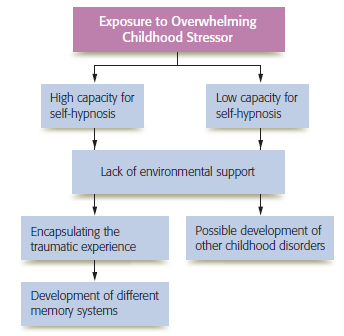 Exposure to Overwhelming
Childhood Stressor
High capacity for
self-hypnosis
Low capacity for
self-hypnosis
Lack of environmental support
Encapsulating the
traumatic experience
Possible development of
other childhood disorders
Development of different
memory systems